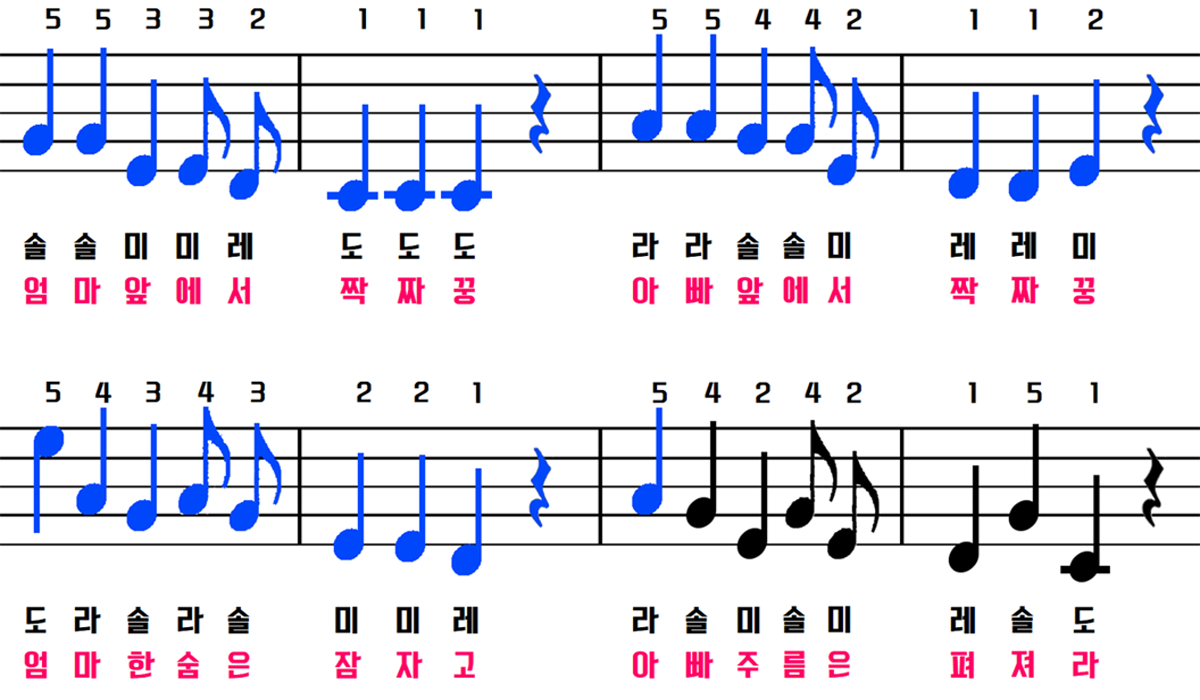 5 5 3 3 2 1 1 1 5 5 4 4 2 1 1 2
솔 솔 미 미 레 도 도 도 라 라 솔 솔 미 레 레 미
엄 마 앞 에 서 짝 짜 꿍 아 빠 앞 에 서 짝 짜 꿍
5 4 3 4 3 2 2 1 5 4 2 4 2 1 5 1
도 라 솔 라 솔 미 미 레 라 솔 미 솔 미 레 솔 도
엄 마 한 숨 은 잠 자 고 아 빠 주 름 은 펴 져 라